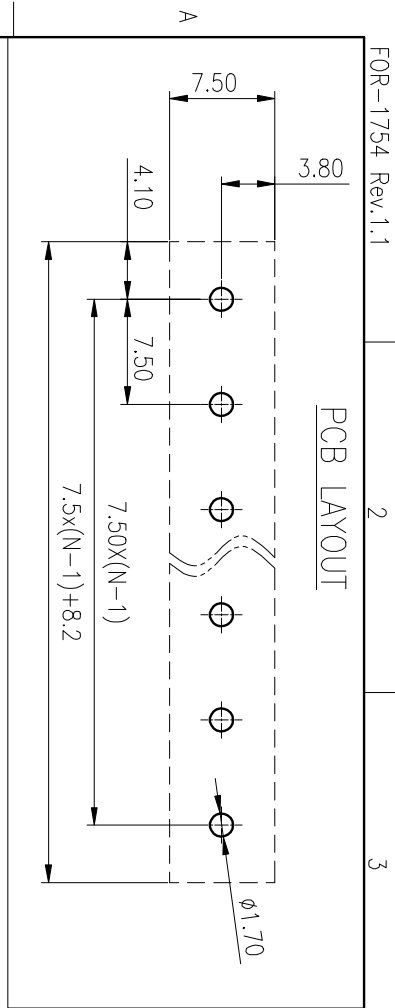 FOR-1754 Rev.1.1
2
3
A
PCB LAYOUT
3.80
7.50
4.10
7.50
7.50X(N-1)
7.5x(N-1)+8.2
ø1.70